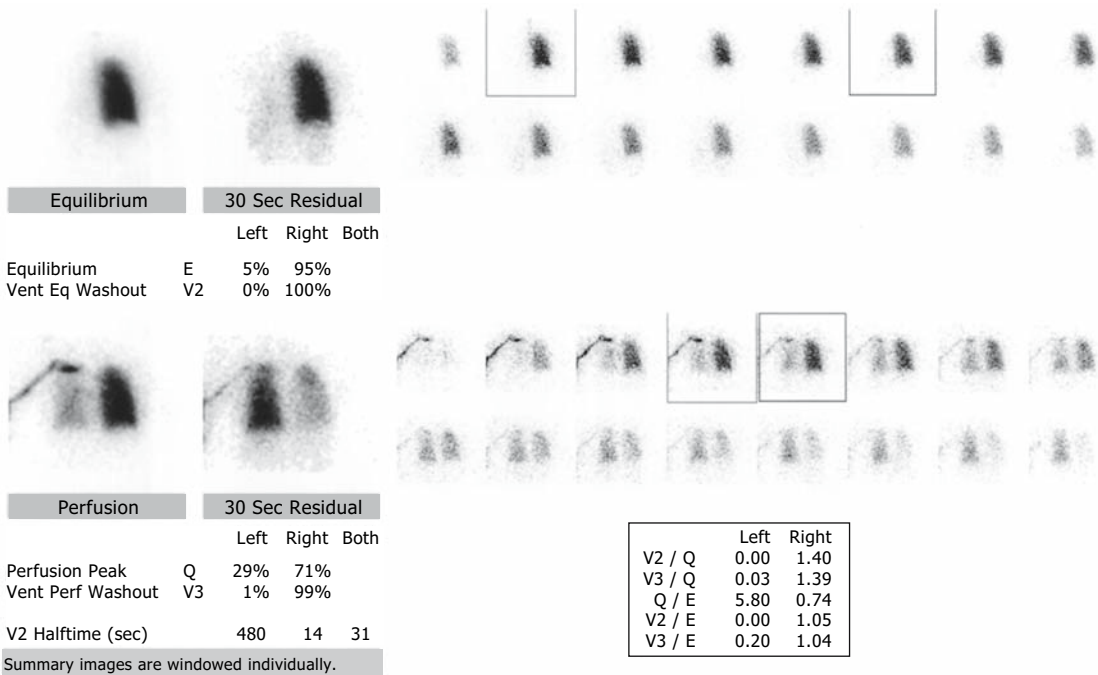 Equilibrium 30 Sec Residual
Left Right Both
Equilibrium E 5% 95%
Vent Eq Washout V2 0% 100%
Perfusion 30 Sec Residual
Left Right Both
Perfusion Peak Q 29% 71%
Vent Perf Washout V3 1% 99%
V2 Halftime (sec) 480 14 31
Summary images are windowed individually.
Left Right
V2 / Q 0.00 1.40
V3 / Q 0.03 1.39
Q / E 5.80 0.74
V2 / E 0.00 1.05
V3 / E 0.20 1.04